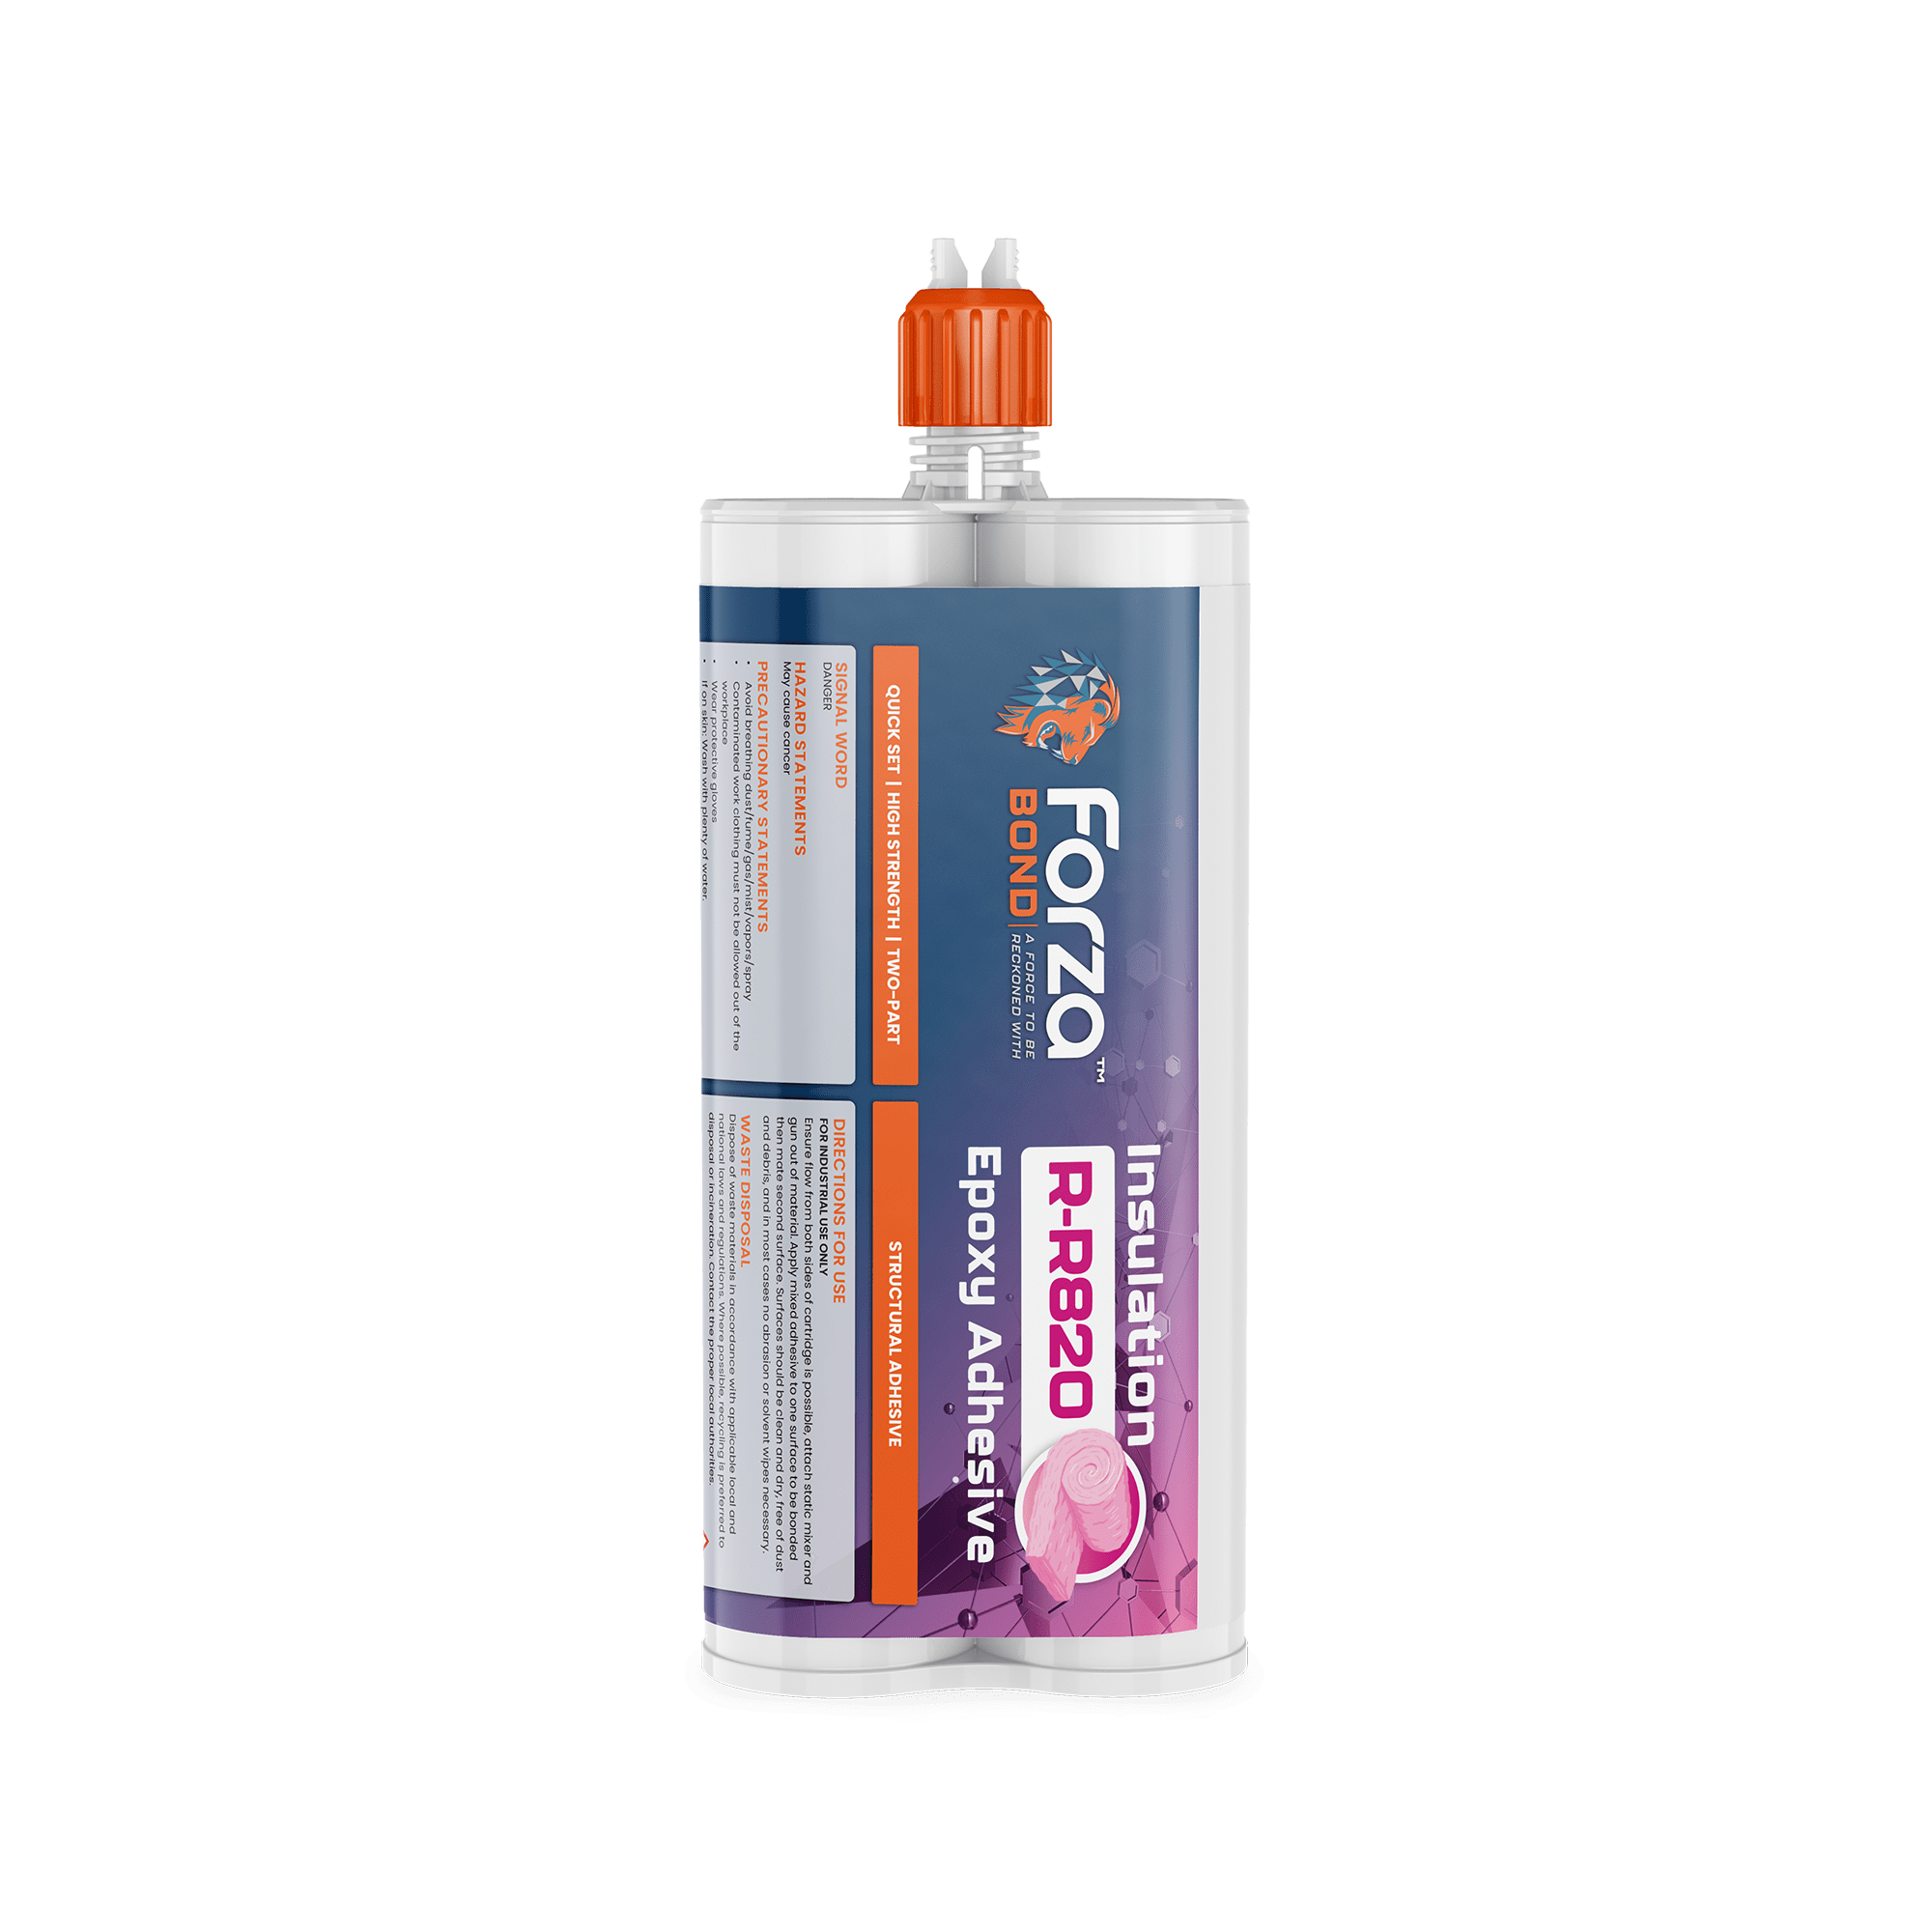 Forza™
BOND
A FORCE TO BE
RECKONED WITH
Insulation
R-R820
Epoxy Adhesive
QUICK SET | HIGH STRENGTH | TWO-PART
STRUCTURAL ADHESIVE
SIGNAL WORD
DANGER
HAZARD STATEMENTS
May cause cancer
PRECAUTIONARY STATEMENTS
• Avoid breathing dust/fume/gas/mist/vapors/spray
• Contaminated work clothing must not be allowed out of the
workplace
• Wear protective gloves
• If on skin: Wash with plenty of water.
DIRECTIONS FOR USE
FOR INDUSTRIAL USE ONLY
Ensure flow from both sides of cartridge is possible, attach static mixer and
gun out of material. Apply mixed adhesive to one surface to be bonded
then mate second surface. Surfaces should be clean and dry, free of dust
and debris, and in most cases no abrasion or solvent wipes necessary.
WASTE DISPOSAL
Dispose of waste materials in accordance with applicable local and
national laws and regulations. Where possible, recycling is preferred to
disposal or incineration. Contact the proper local authorities.